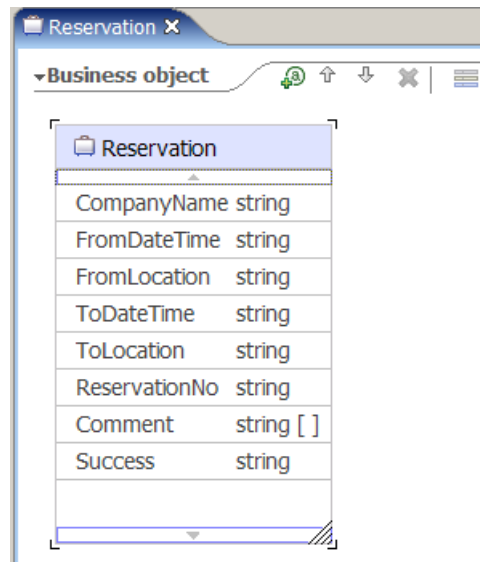 Reservation
Business object
Reservation
CompanyName string
FromDateTime string
FromLocation string
ToDateTime string
ToLocation string
ReservationNo string
Comment string [ ]
Success string